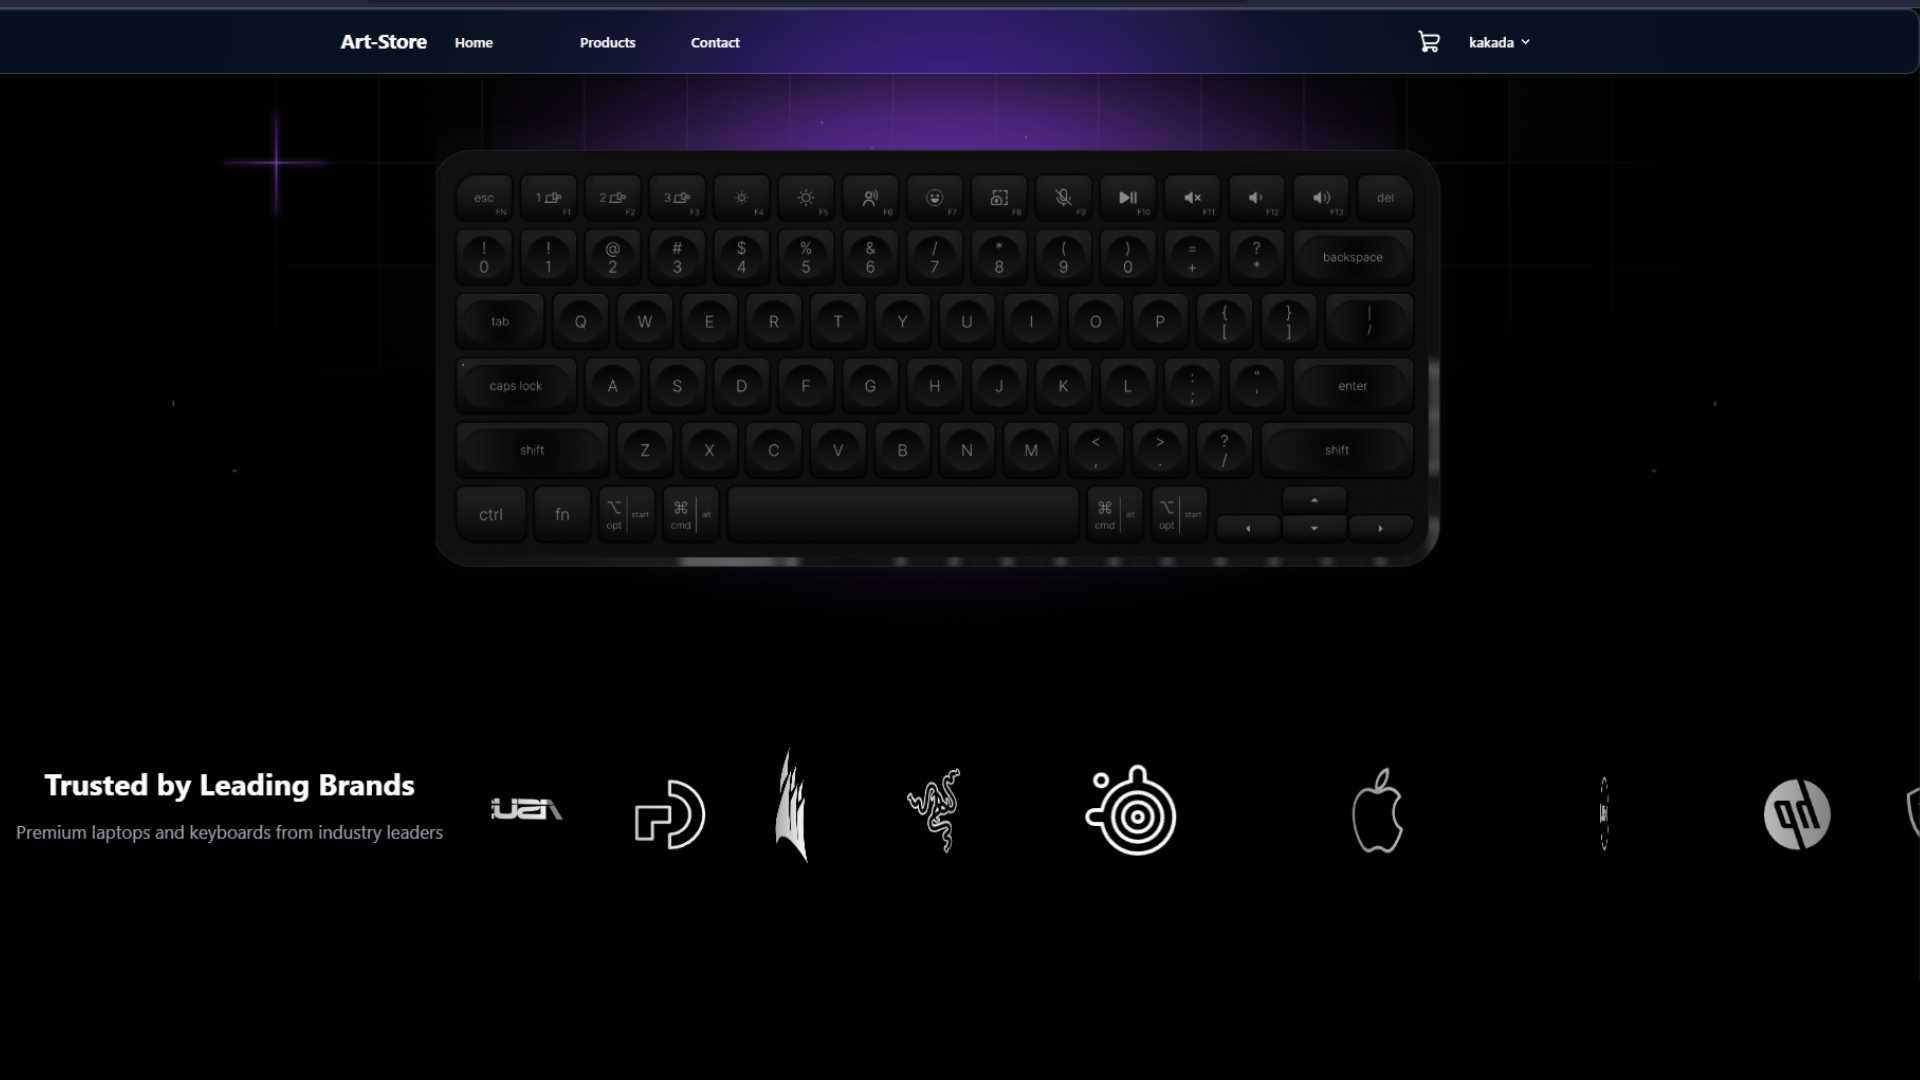 Art-Store Home Products Contact kakada
esc FN 1 F1 2 F2 3 F3 F4 F5 F6 F7 F8 F9 F10 F11 F12 F13 del
! ! @ # $ % & / * ( ) = ?
0 1 2 3 4 5 6 7 8 9 0 + * backspace
tab Q W E R T Y U I O P { [ } ] | /
caps lock A S D F G H J K L : ; " ' enter
shift Z X C V B N M < , > . ? / shift
ctrl fn ⌥ opt start ⌘ cmd alt ⌘ cmd alt ⌥ opt start
Trusted by Leading Brands
Premium laptops and keyboards from industry leaders